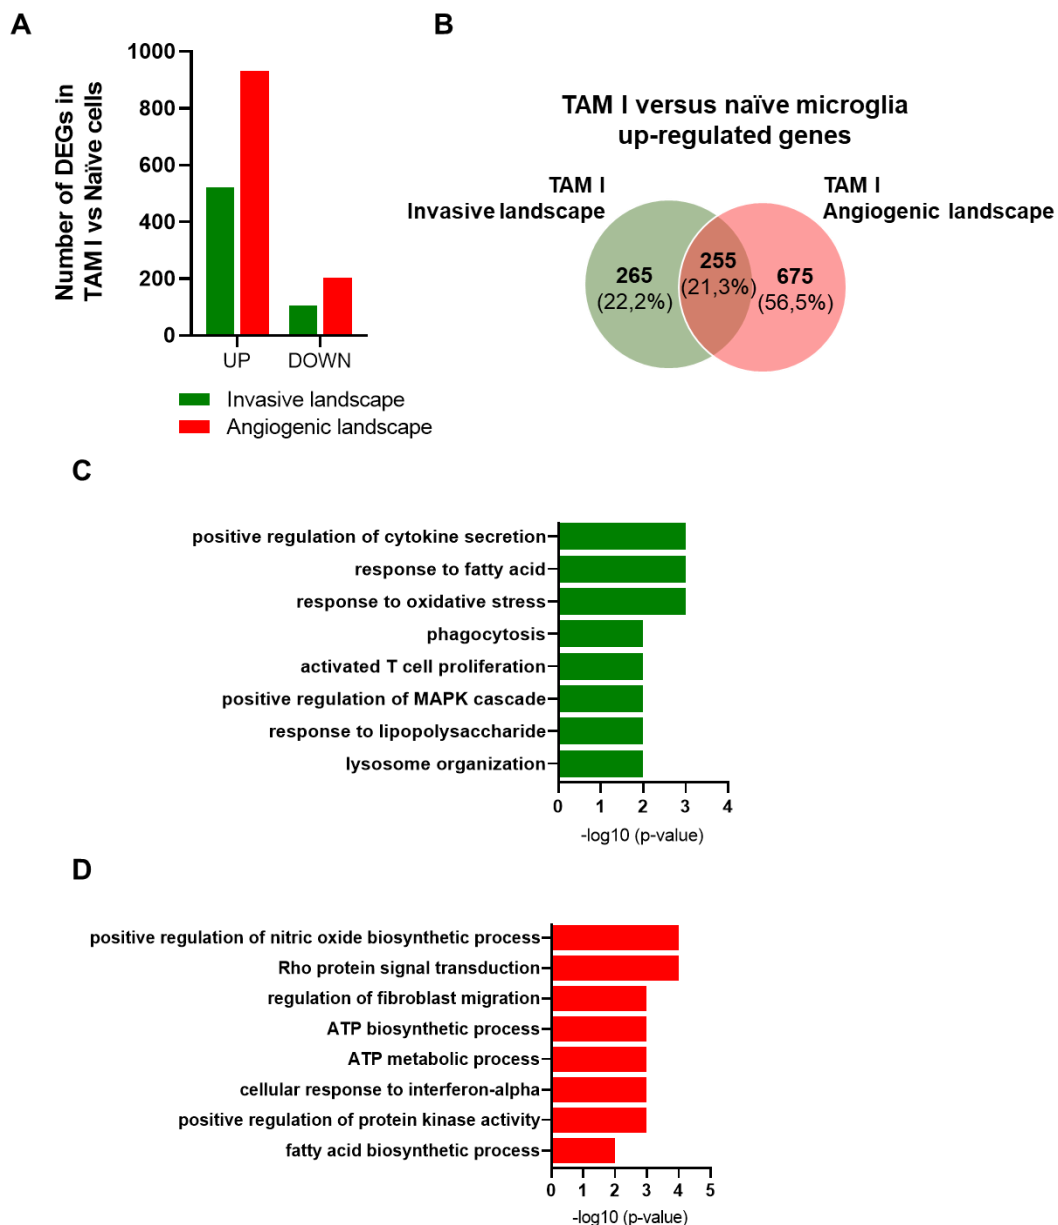 A
B
Number of DEGs in
TAM I vs Naïve cells
1000
800
600
400
200
0
UP
DOWN
Invasive landscape
Angiogenic landscape
TAM I versus naïve microglia
up-regulated genes
TAM I
Invasive landscape
TAM I
Angiogenic landscape
265
(22,2%)
255
(21,3%)
675
(56,5%)
C
positive regulation of cytokine secretion
response to fatty acid
response to oxidative stress
phagocytosis
activated T cell proliferation
positive regulation of MAPK cascade
response to lipopolysaccharide
lysosome organization
0 1 2 3 4
-log10 (p-value)
D
positive regulation of nitric oxide biosynthetic process
Rho protein signal transduction
regulation of fibroblast migration
ATP biosynthetic process
ATP metabolic process
cellular response to interferon-alpha
positive regulation of protein kinase activity
fatty acid biosynthetic process
0 1 2 3 4 5
-log10 (p-value)